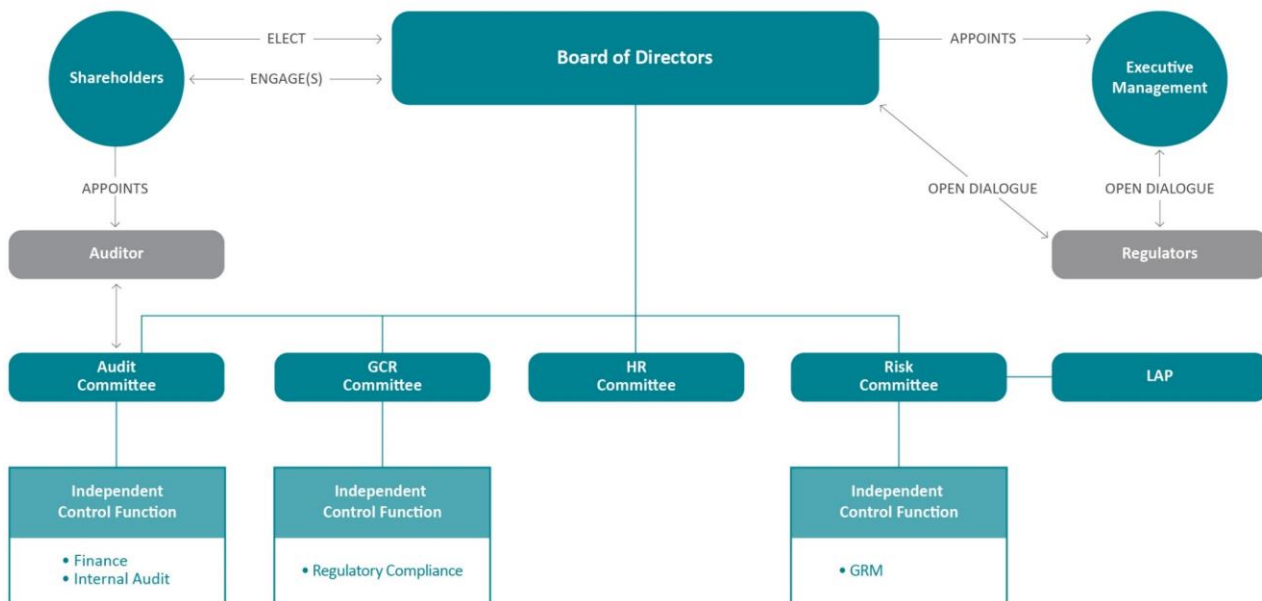 ELECT
Board of Directors
APPOINTS
Shareholders
ENGAGE(S)
Executive
Management
APPOINTS
OPEN DIALOGUE
OPEN DIALOGUE
Auditor
Regulators
Audit
Committee
GCR
Committee
HR
Committee
Risk
Committee
LAP
Independent
Control Function
• Finance
• Internal Audit
Independent
Control Function
• Regulatory Compliance
Independent
Control Function
• GRM